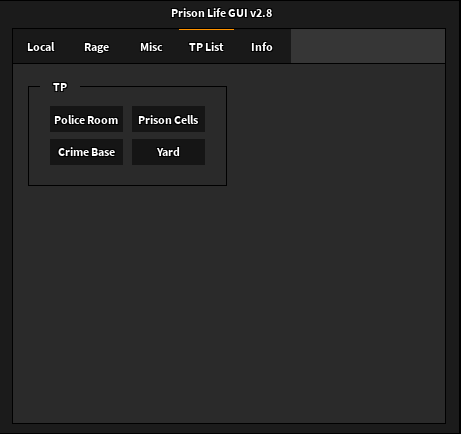 Prison Life GUI v2.8
Local Rage Misc TP List Info
TP
Police Room Prison Cells
Crime Base Yard